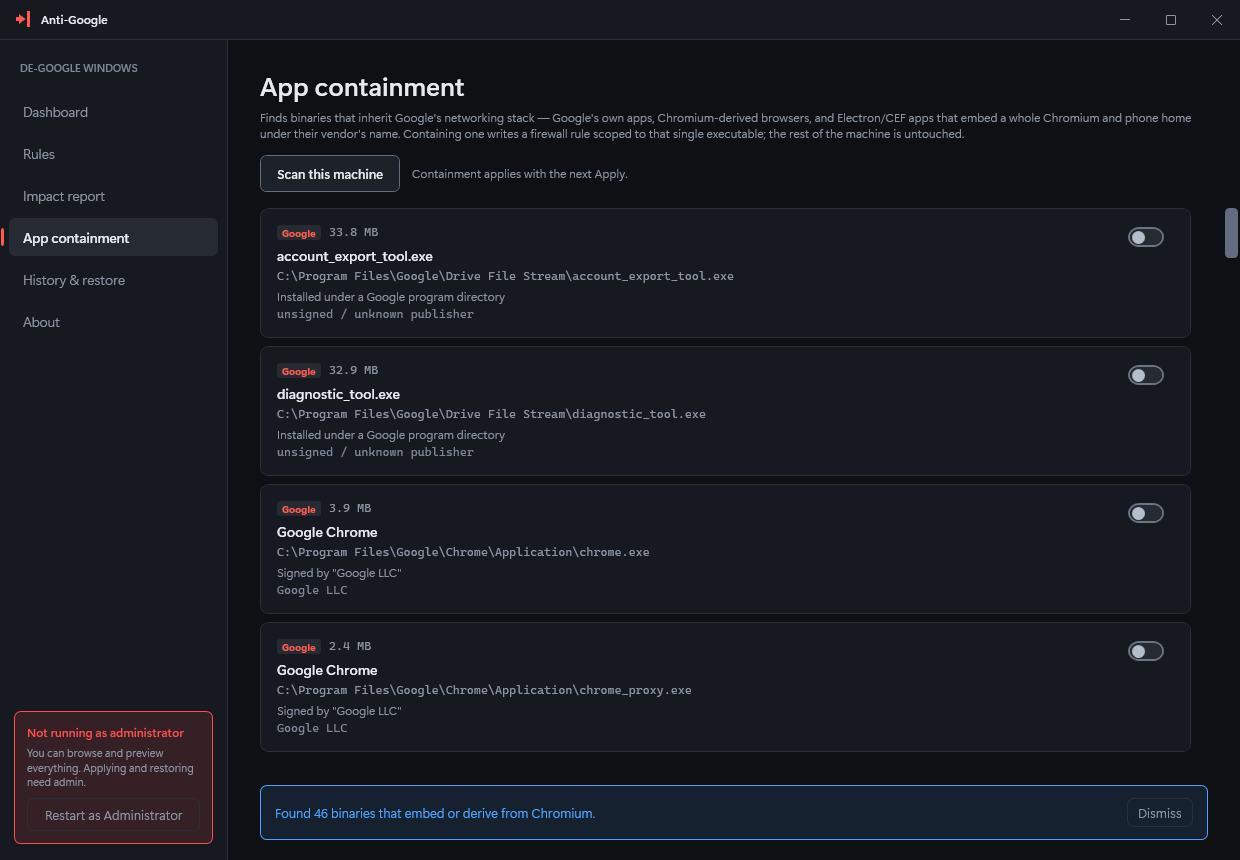 Anti-Google
DE-GOOGLE WINDOWS
Dashboard
Rules
Impact report
App containment
History & restore
About
Not running as administrator
You can browse and preview
everything. Applying and restoring
need admin.
Restart as Administrator
App containment
Finds binaries that inherit Google's networking stack — Google's own apps, Chromium-derived browsers, and Electron/CEF apps that embed a whole Chromium and phone home
under their vendor's name. Containing one writes a firewall rule scoped to that single executable; the rest of the machine is untouched.
Scan this machine
Containment applies with the next Apply.
Google 33.8 MB
account_export_tool.exe
C:\Program Files\Google\Drive File Stream\account_export_tool.exe
Installed under a Google program directory
unsigned / unknown publisher
Google 32.9 MB
diagnostic_tool.exe
C:\Program Files\Google\Drive File Stream\diagnostic_tool.exe
Installed under a Google program directory
unsigned / unknown publisher
Google 3.9 MB
Google Chrome
C:\Program Files\Google\Chrome\Application\chrome.exe
Signed by "Google LLC"
Google LLC
Google 2.4 MB
Google Chrome
C:\Program Files\Google\Chrome\Application\chrome_proxy.exe
Signed by "Google LLC"
Google LLC
Found 46 binaries that embed or derive from Chromium.
Dismiss